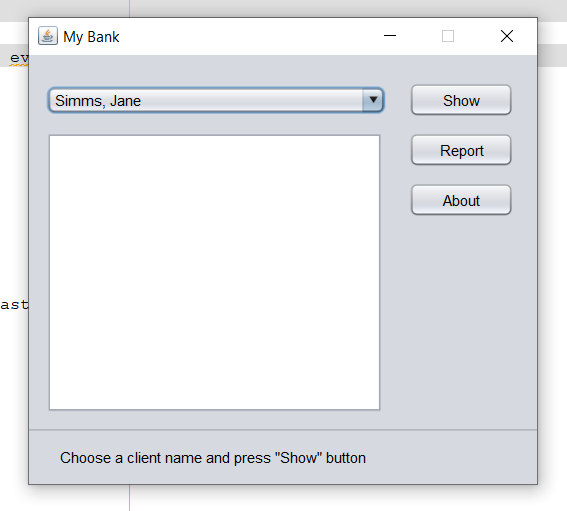 My Bank
ev
Simms, Jane
Show
Report
About
ast
Choose a client name and press "Show" button